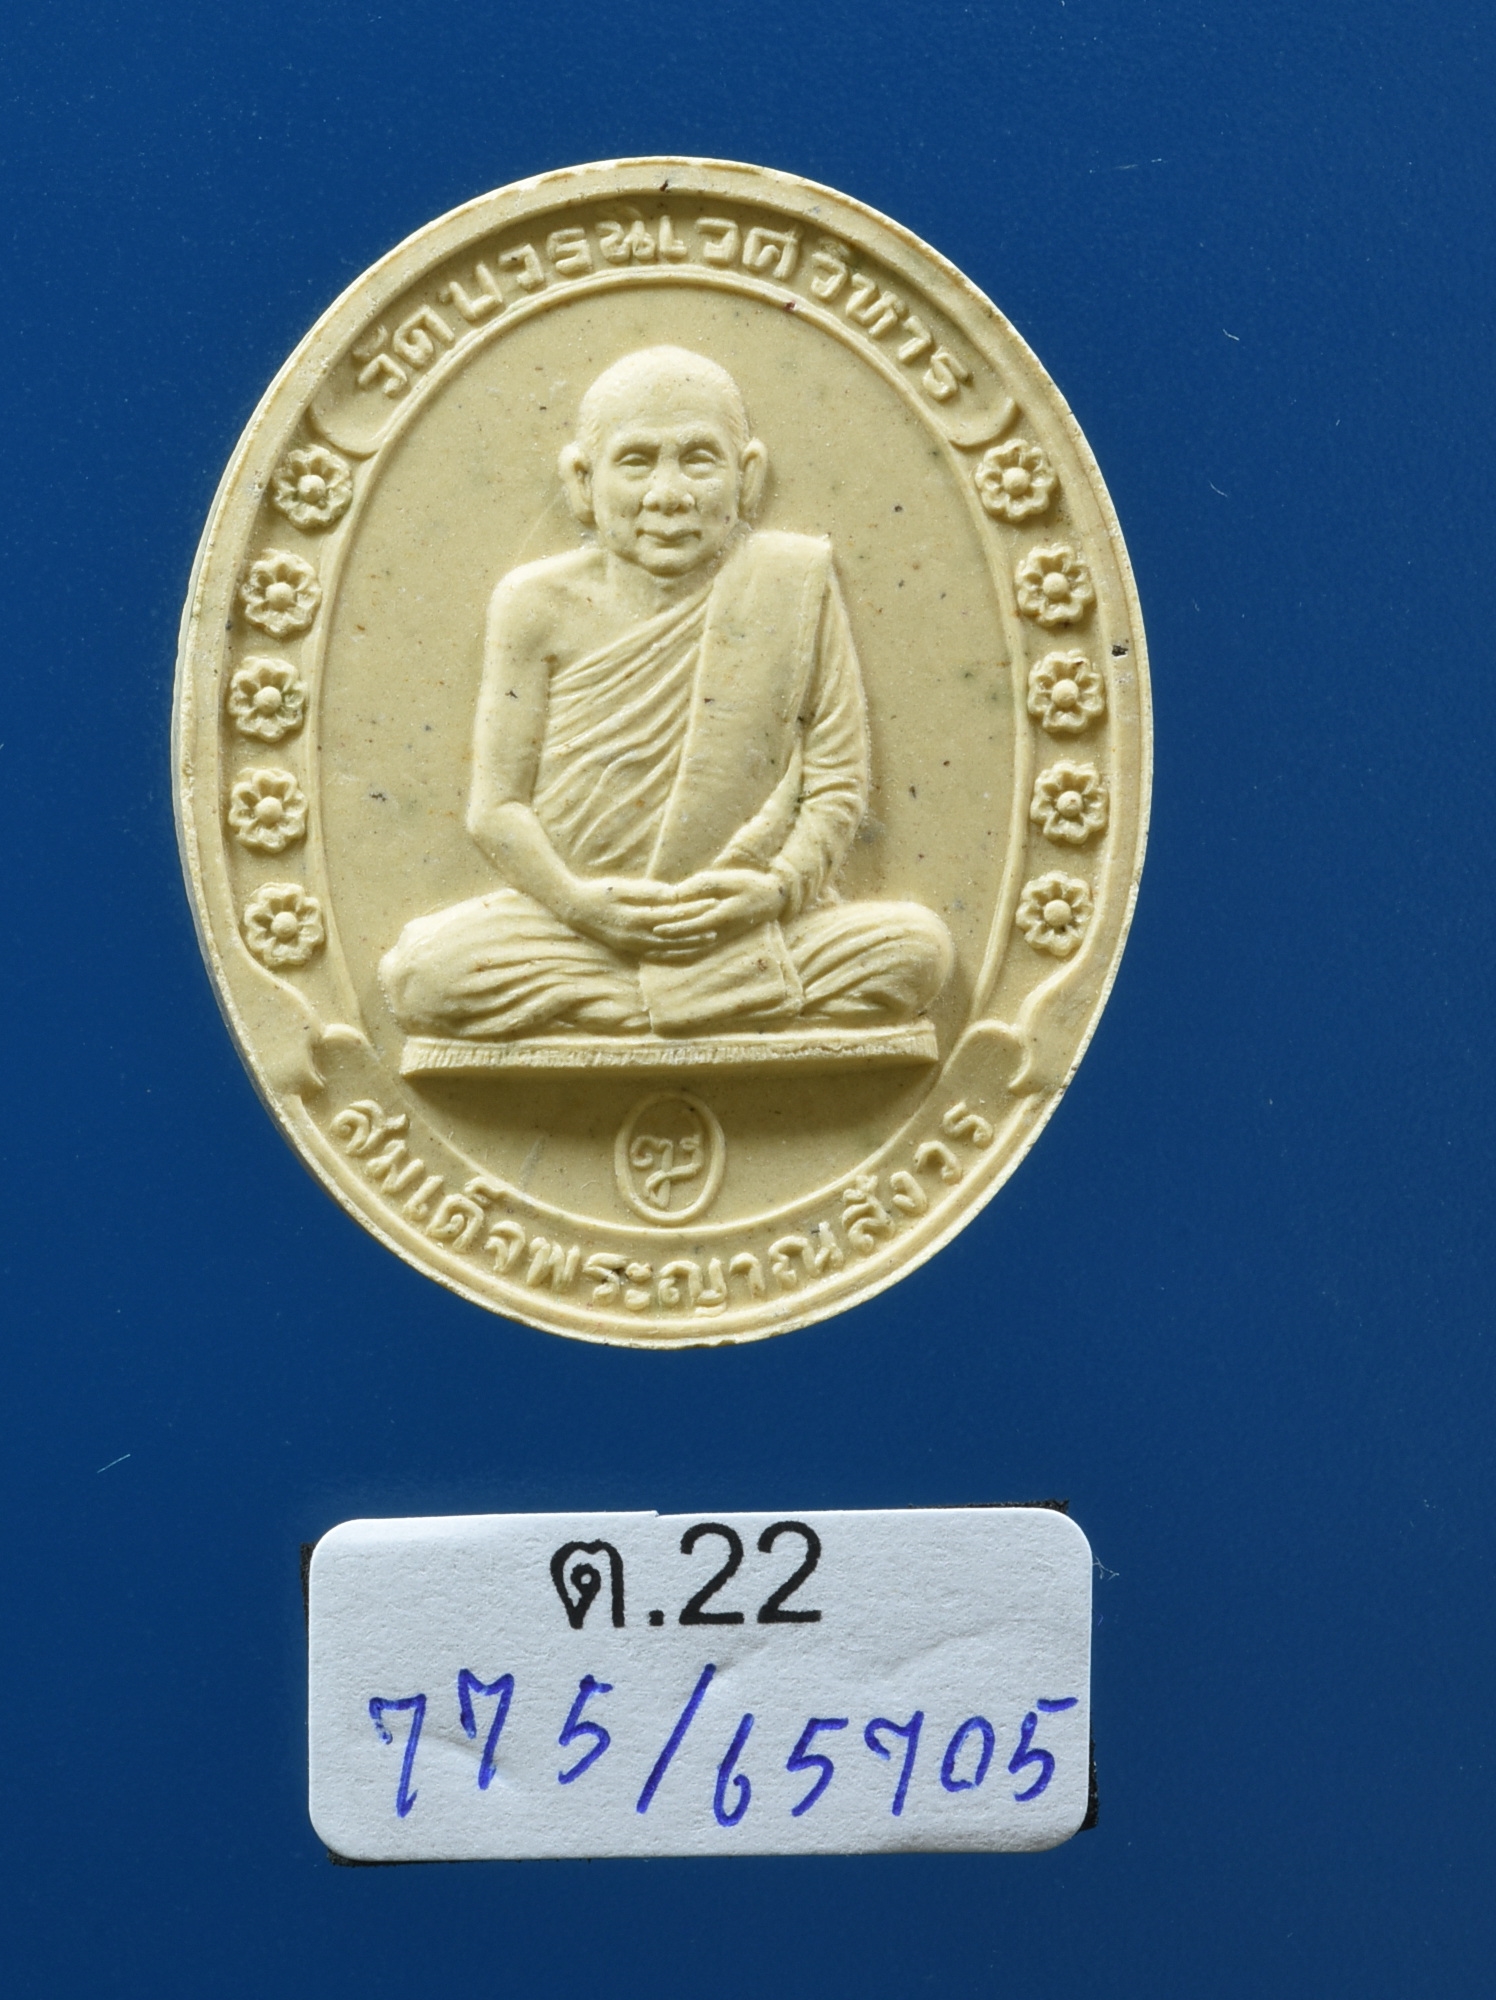 วัดบวรนิเวศวิหาร
สมเด็จพระญาณสังวร
ต.22
775/65705